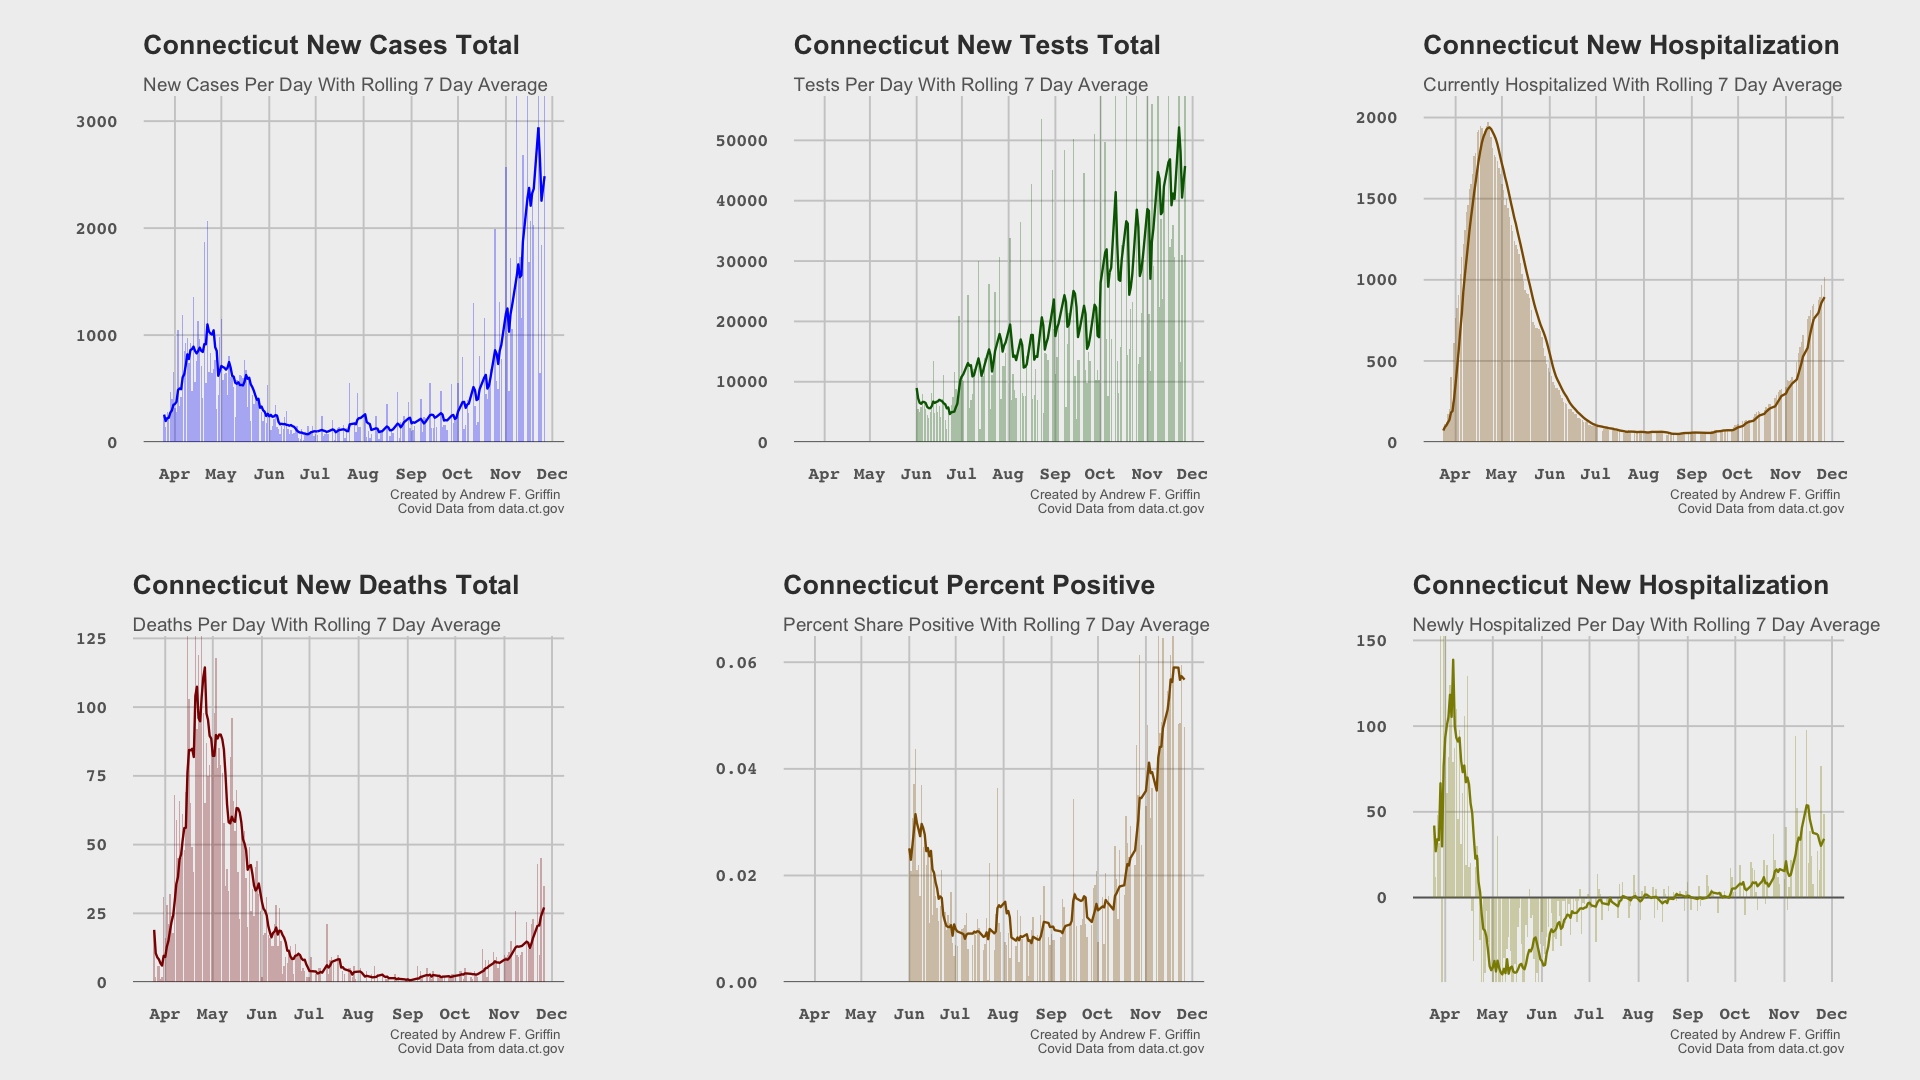 Connecticut New Cases Total
New Cases Per Day With Rolling 7 Day Average
3000
2000
1000
0
Apr May Jun Jul Aug Sep Oct Nov Dec
Created by Andrew F. Griffin
Covid Data from data.ct.gov
Connecticut New Tests Total
Tests Per Day With Rolling 7 Day Average
50000
40000
30000
20000
10000
0
Apr May Jun Jul Aug Sep Oct Nov Dec
Created by Andrew F. Griffin
Covid Data from data.ct.gov
Connecticut New Hospitalization
Currently Hospitalized With Rolling 7 Day Average
2000
1500
1000
500
0
Apr May Jun Jul Aug Sep Oct Nov Dec
Created by Andrew F. Griffin
Covid Data from data.ct.gov
Connecticut New Deaths Total
Deaths Per Day With Rolling 7 Day Average
125
100
75
50
25
0
Apr May Jun Jul Aug Sep Oct Nov Dec
Created by Andrew F. Griffin
Covid Data from data.ct.gov
Connecticut Percent Positive
Percent Share Positive With Rolling 7 Day Average
0.06
0.04
0.02
0.00
Apr May Jun Jul Aug Sep Oct Nov Dec
Created by Andrew F. Griffin
Covid Data from data.ct.gov
Connecticut New Hospitalization
Newly Hospitalized Per Day With Rolling 7 Day Average
150
100
50
0
Apr May Jun Jul Aug Sep Oct Nov Dec
Created by Andrew F. Griffin
Covid Data from data.ct.gov